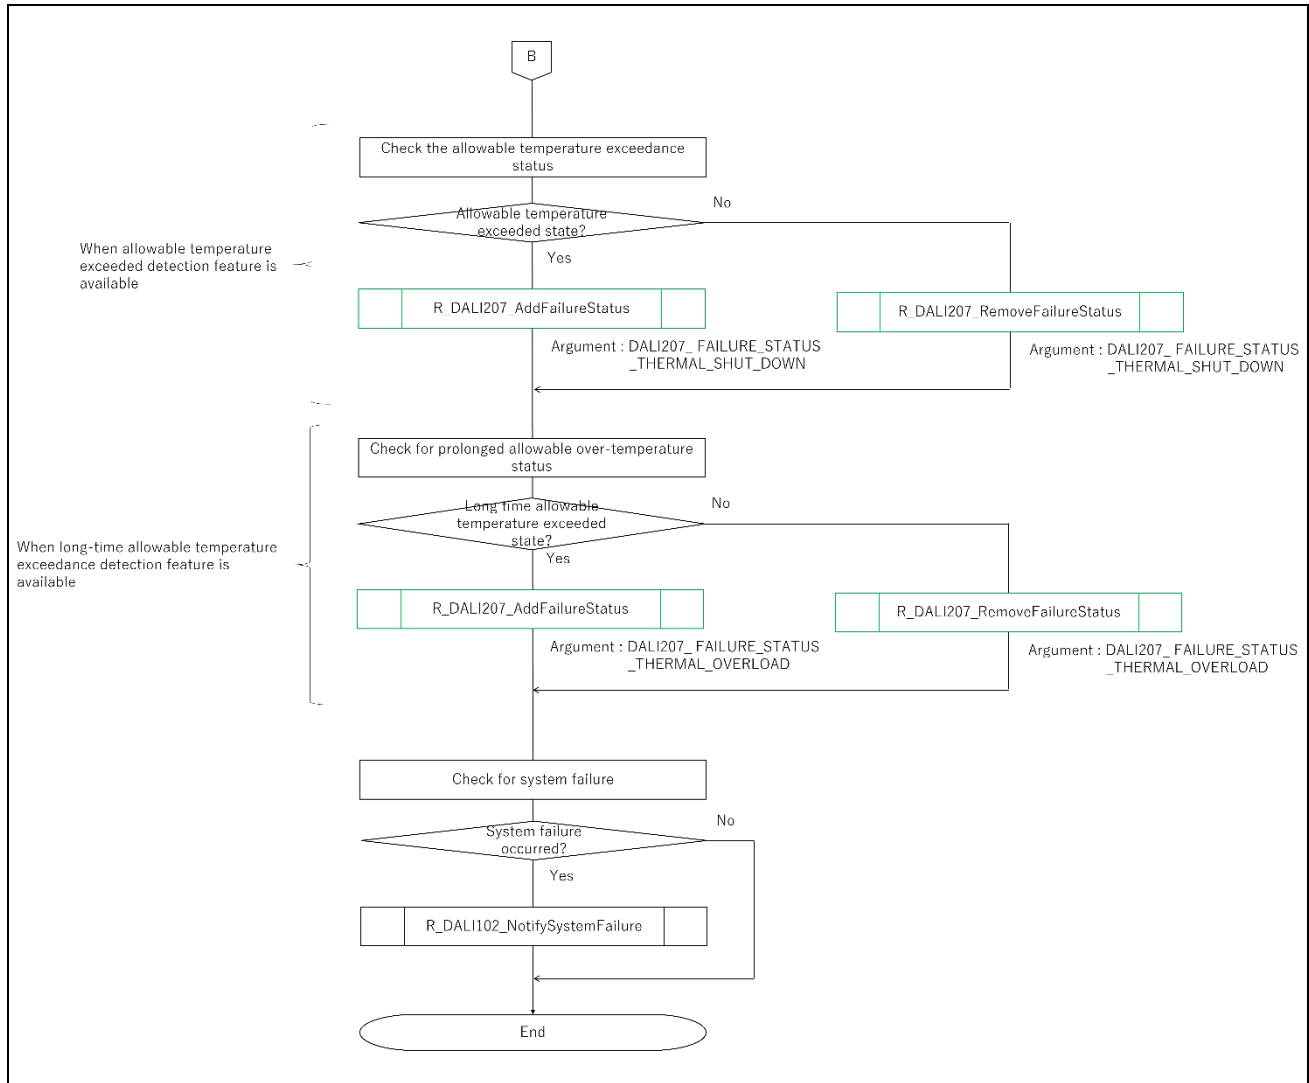 B
Check the allowable temperature exceedance
status
No
Allowable temperature
exceeded state?
When allowable temperature
exceeded detection feature is
available
Yes
R_DALI207_AddFailureStatus
R_DALI207_RemoveFailureStatus
Argument : DALI207_ FAILURE_STATUS
_THERMAL_SHUT_DOWN
Argument : DALI207_ FAILURE_STATUS
_THERMAL_SHUT_DOWN
Check for prolonged allowable over-temperature
status
No
Long time allowable
temperature exceeded
state?
When long-time allowable temperature
exceedance detection feature is
available
Yes
R_DALI207_AddFailureStatus
R_DALI207_RemoveFailureStatus
Argument : DALI207_ FAILURE_STATUS
_THERMAL_OVERLOAD
Argument : DALI207_ FAILURE_STATUS
_THERMAL_OVERLOAD
Check for system failure
No
System failure
occurred?
Yes
R_DALI102_NotifySystemFailure
End